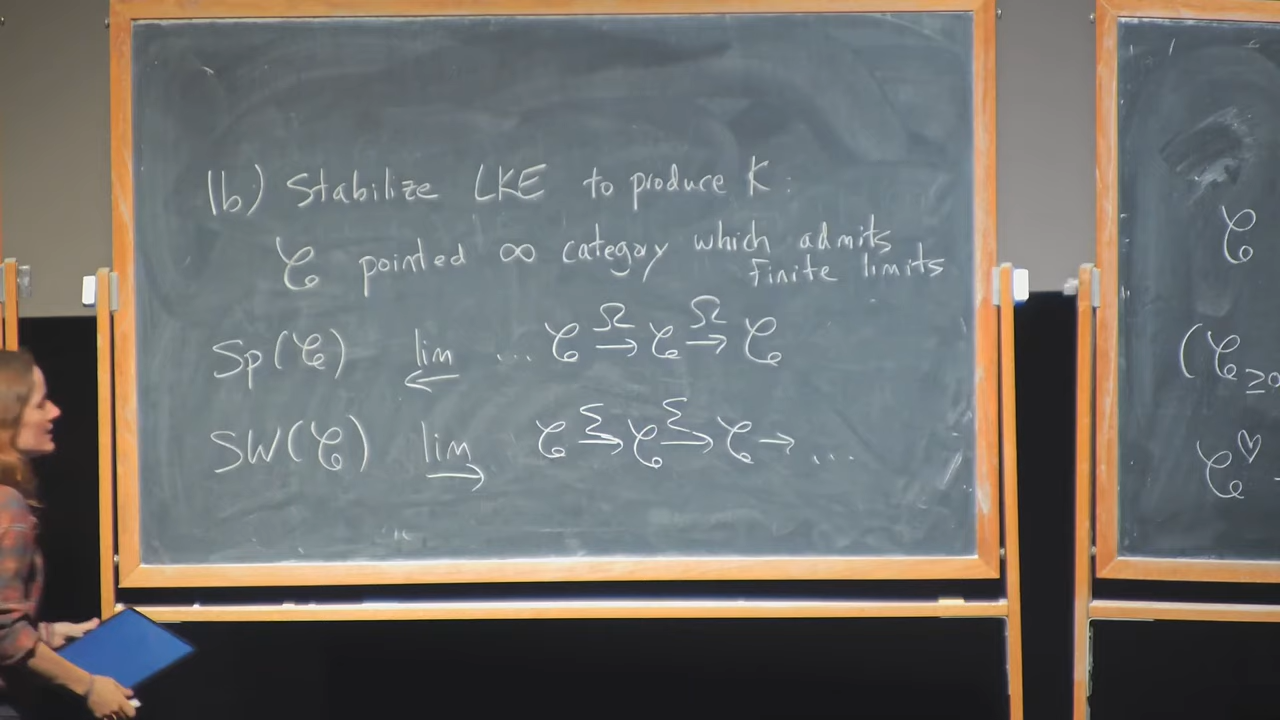 1b) Stabilize LKE to produce K:
𝒞 pointed ∞ category which admits
finite limits
Sp(𝒞) lim ← ... 𝒞 →^Ω 𝒞 →^Ω 𝒞
SW(𝒞) lim → 𝒞 →^Σ 𝒞 →^Σ 𝒞 → ...
𝒞
(𝒞≥0
𝒞♡